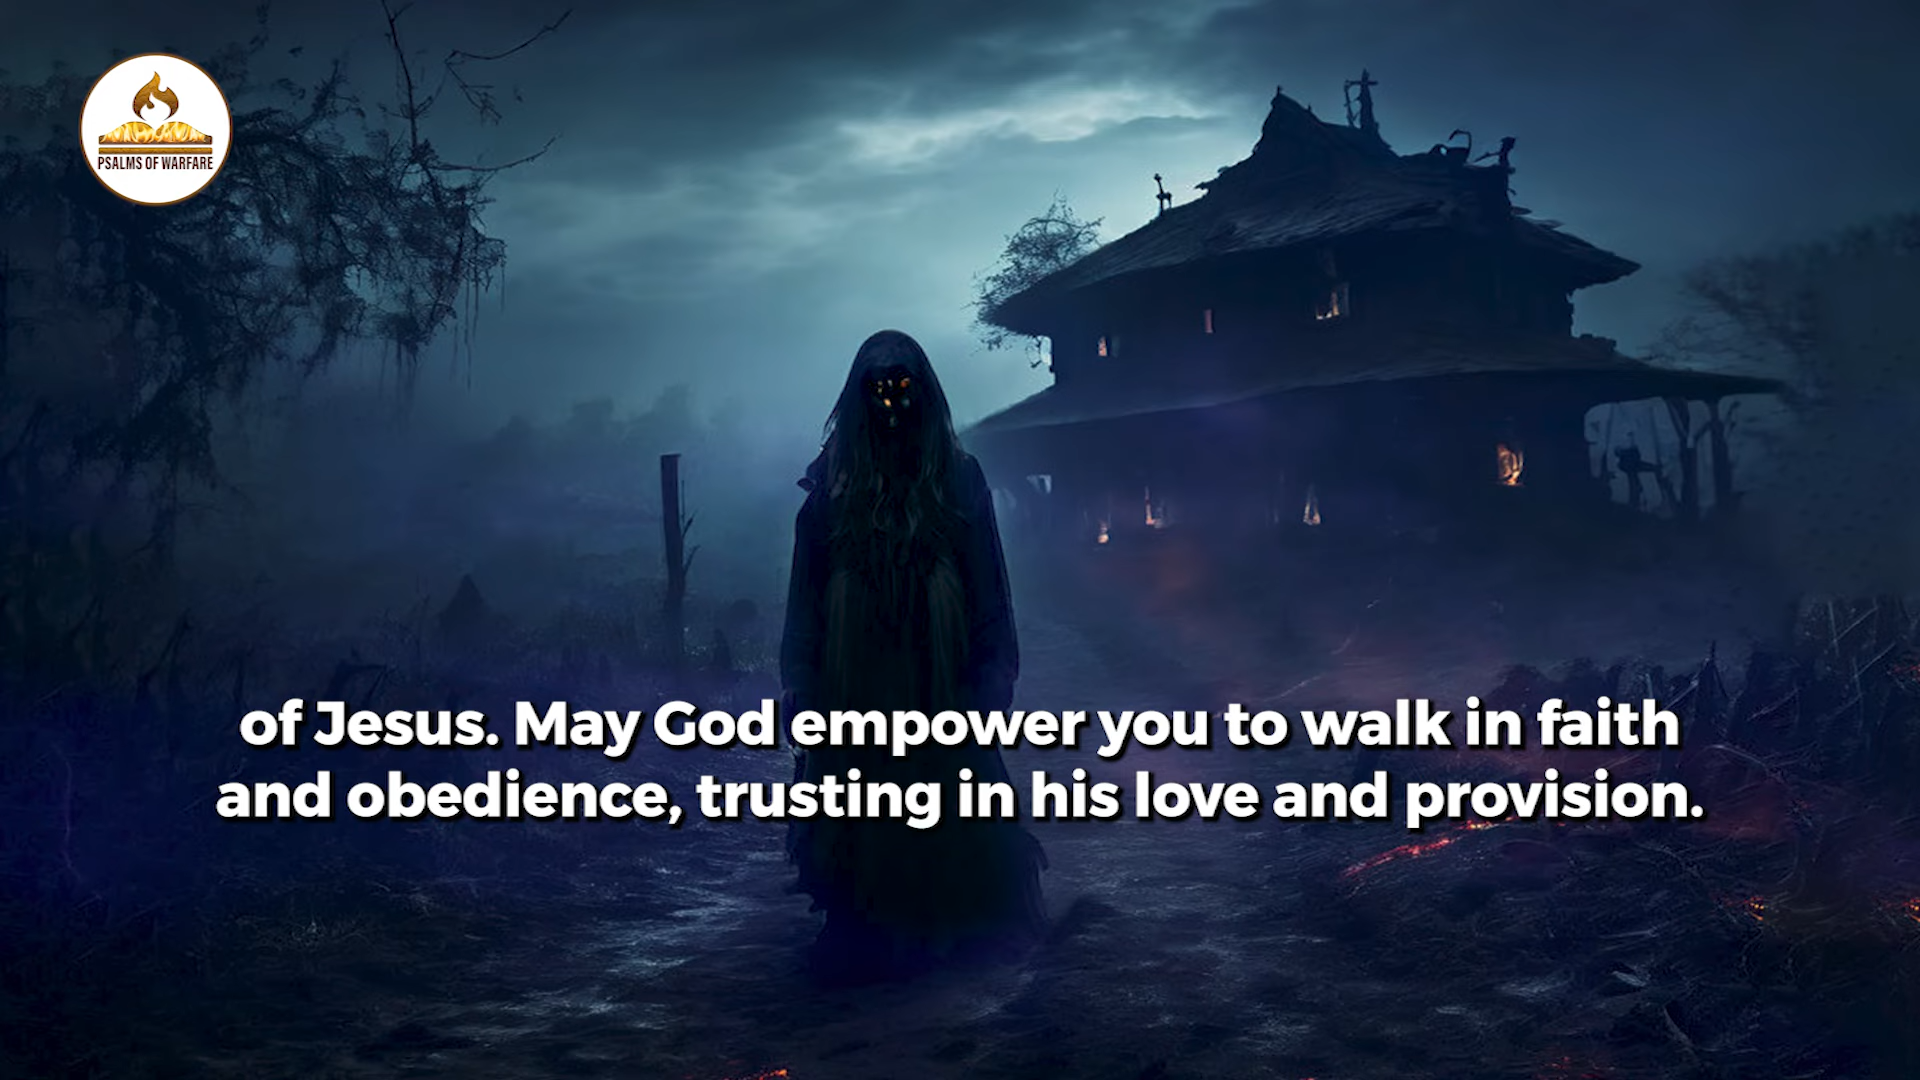 PSALMS OF WARFARE
of Jesus. May God empower you to walk in faith
and obedience, trusting in his love and provision.